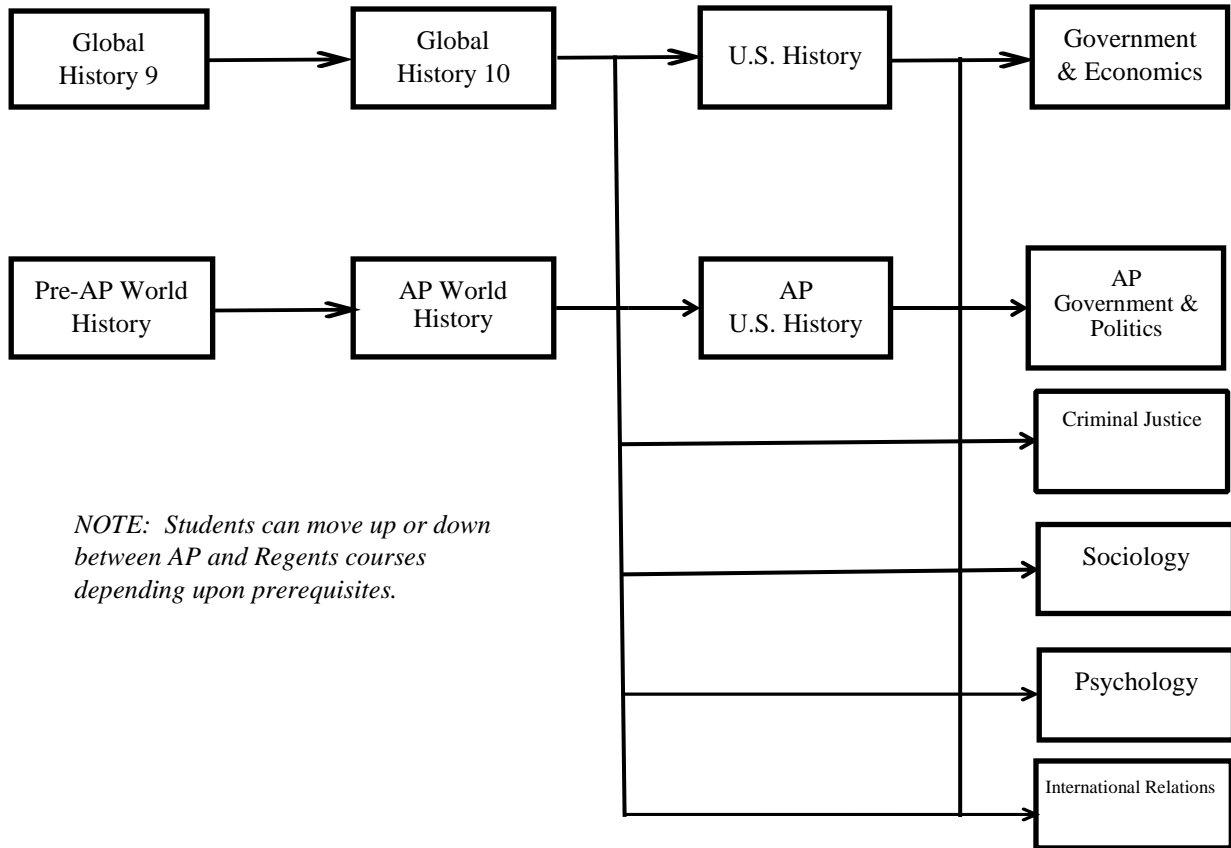 Global
History 9
Global
History 10
U.S. History
Government
& Economics
Pre-AP World
History
AP World
History
AP
U.S. History
AP
Government &
Politics
Criminal Justice
NOTE:  Students can move up or down
between AP and Regents courses
depending upon prerequisites.
Sociology
Psychology
International Relations